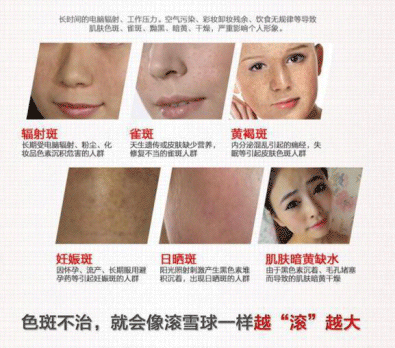 长时间的电脑辐射、工作压力。空气污染、彩妆卸妆残余、饮食无规律等导致
肌肤色斑、雀斑、黝黑、暗黄、干燥，严重影响个人形象。
辐射斑
长期受电脑辐射，粉尘、化
妆品色素沉积危害的人群
雀斑
天生遗传或皮肤缺少营养，
修复不当的雀斑人群
黄褐斑
内分泌混乱引起的痛经，失
眠等引起皮肤色斑人群
妊娠斑
因怀孕、流产、长期服用避
孕药等引起妊娠斑的人群
日晒斑
阳光照射刺激产生黑色素堆
积沉着，出现日晒斑的人群
肌肤暗黄缺水
由于黑色素沉着、毛孔堵塞
而导致的肌肤暗黄干燥
色斑不治，就会像滚雪球一样越“滚”越大